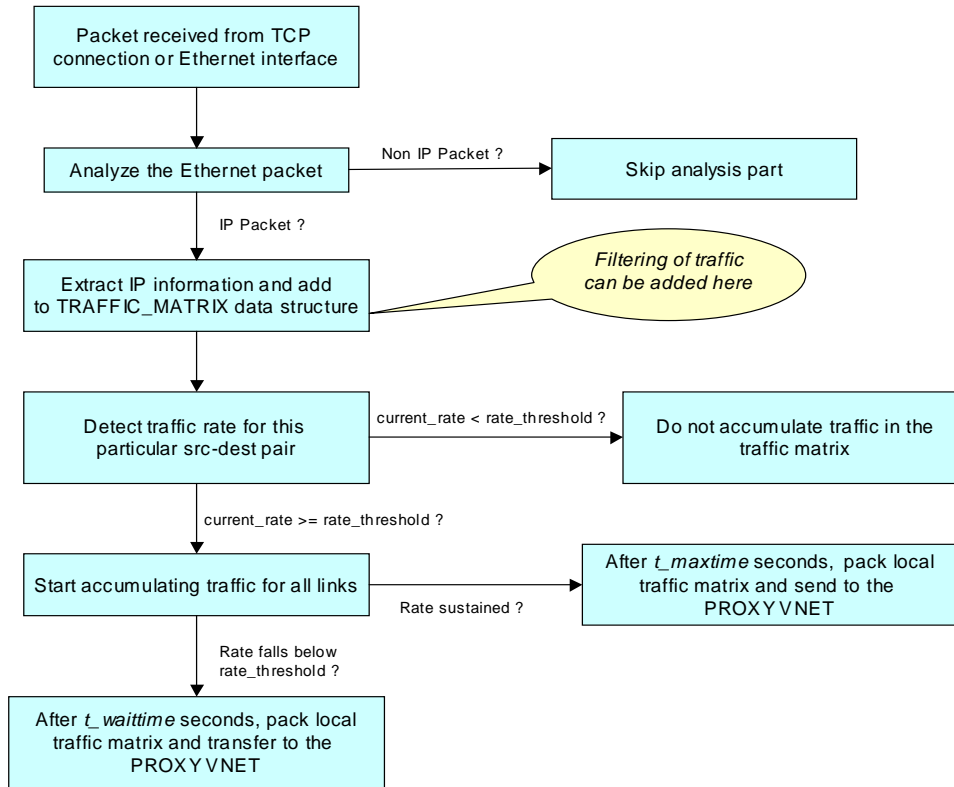 Packet received from TCP
connection or Ethernet interface
Analyze the Ethernet packet
Non IP Packet ?
Skip analysis part
IP Packet ?
Extract IP information and add
to TRAFFIC_MATRIX data structure
Filtering of traffic
can be added here
Detect traffic rate for this
particular src-dest pair
current_rate < rate_threshold ?
Do not accumulate traffic in the
traffic matrix
current_rate >= rate_threshold ?
Start accumulating traffic for all links
Rate sustained ?
After t_maxtime seconds, pack local
traffic matrix and send to the
PROXY VNET
Rate falls below
rate_threshold ?
After t_waittime seconds, pack local
traffic matrix and transfer to the
PROXY VNET